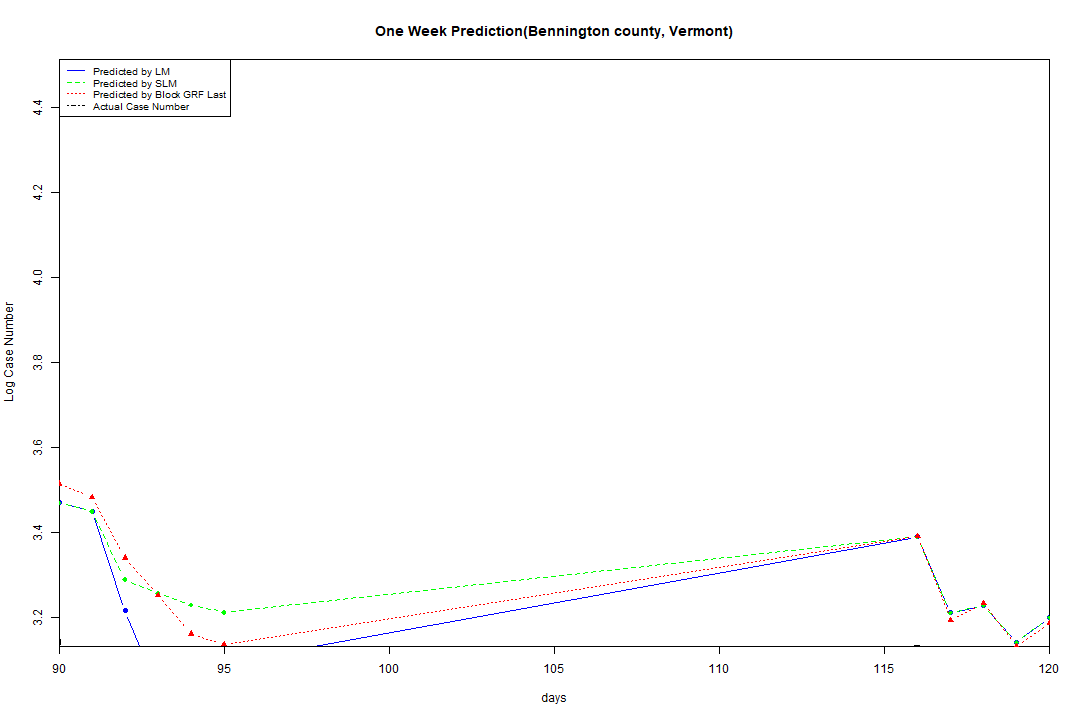 One Week Prediction(Bennington county, Vermont)
Predicted by LM
Predicted by SLM
Predicted by Block GRF Last
Actual Case Number
4.4
4.2
4.0
3.8
3.6
3.4
3.2
Log Case Number
90 95 100 105 110 115 120
days